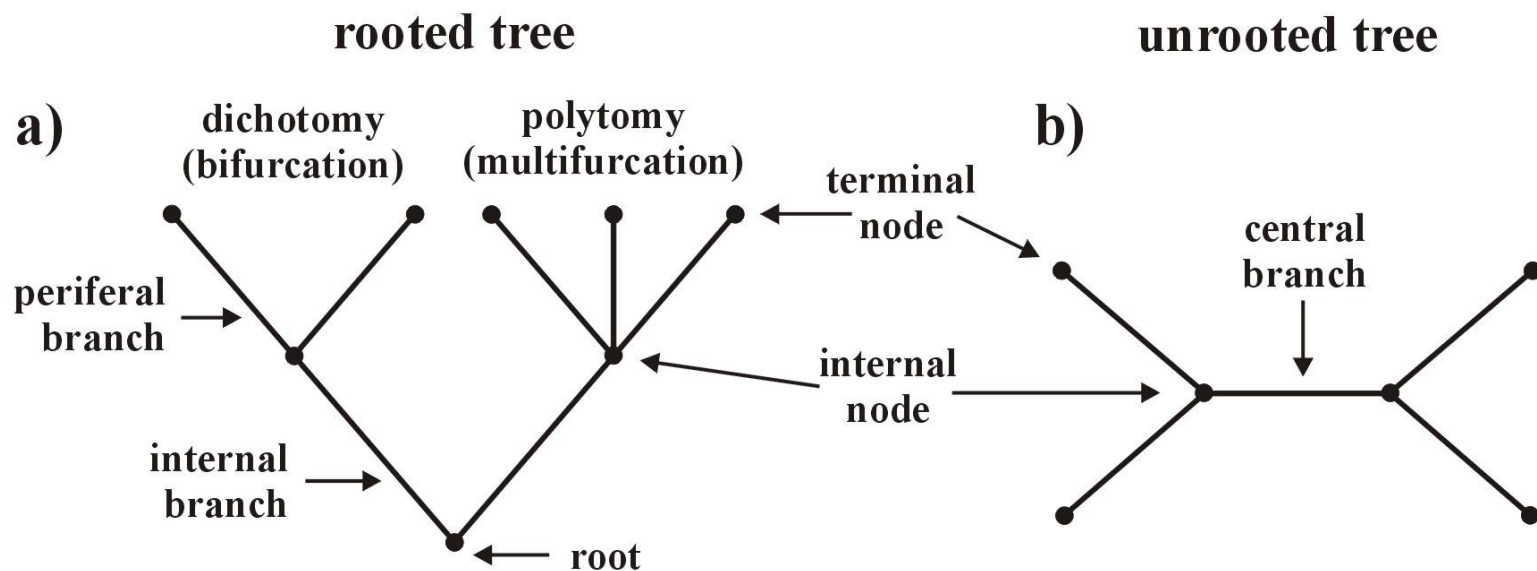 rooted tree
unrooted tree
a)
dichotomy
(bifurcation)
polytomy
(multifurcation)
b)
terminal
node
central
branch
periferal
branch
internal
node
internal
branch
root